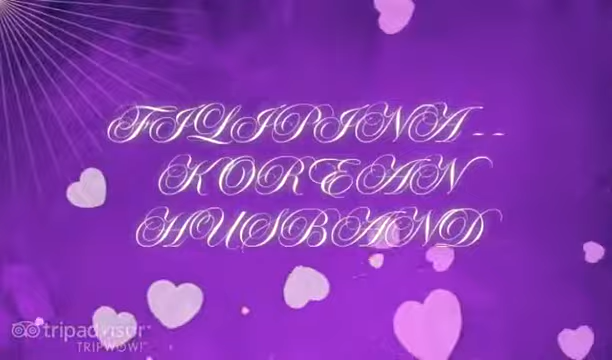 FILIPINA--
KOREAN
HUSBAND
tripadvisor
TRIPWOW!